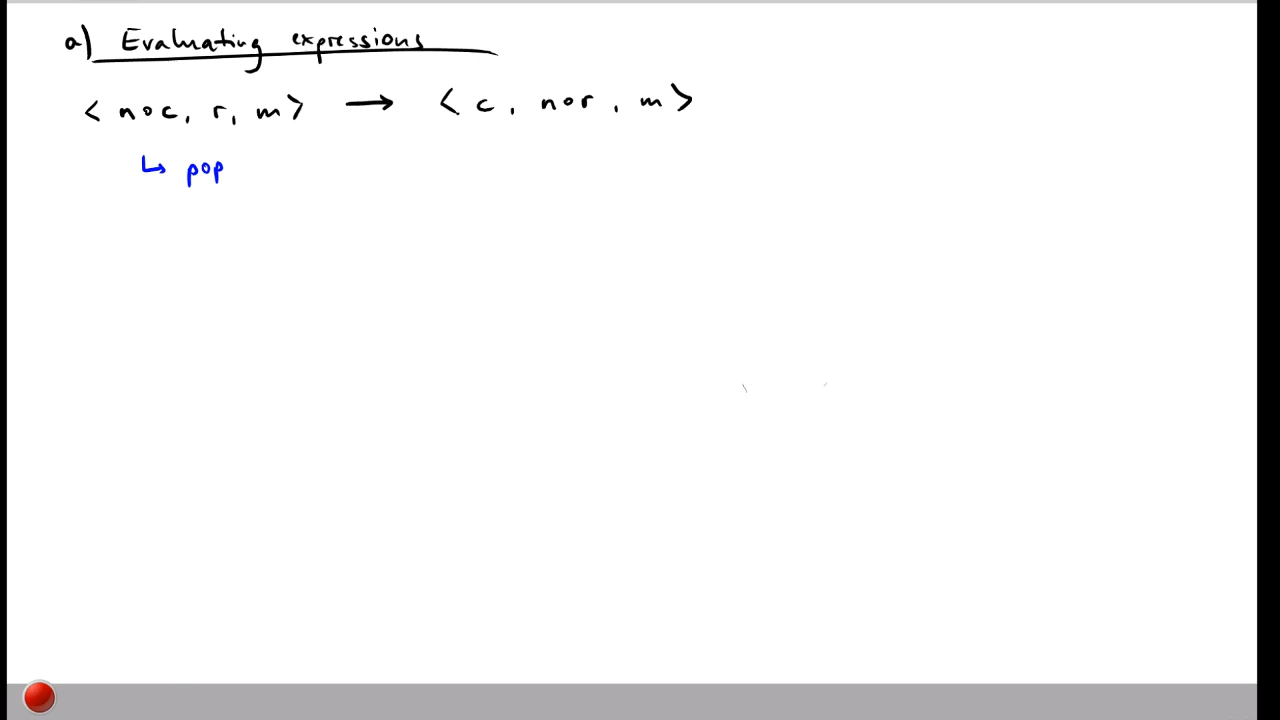 a) Evaluating expressions
< n∘c, r, m> → < c, n∘r, m>
↳ pop